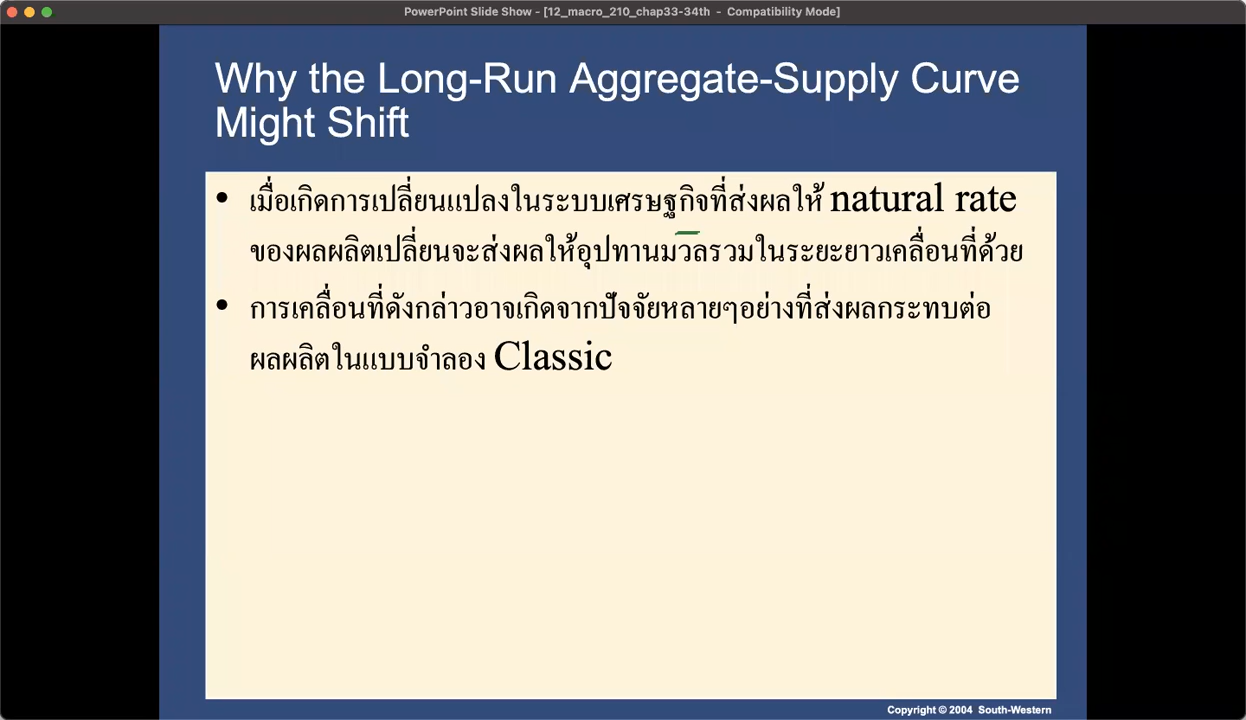 PowerPoint Slide Show - [12_macro_210_chap33-34th - Compatibility Mode]
Why the Long-Run Aggregate-Supply Curve
Might Shift
• เมื่อเกิดการเปลี่ยนแปลงในระบบเศรษฐกิจที่ส่งผลให้ natural rate
ของผลผลิตเปลี่ยนจะส่งผลให้อุปทานมวลรวมในระยะยาวเคลื่อนที่ด้วย
• การเคลื่อนที่ดังกล่าวอาจเกิดจากปัจจัยหลายๆอย่างที่ส่งผลกระทบต่อ
ผลผลิตในแบบจำลอง Classic
Copyright © 2004 South-Western